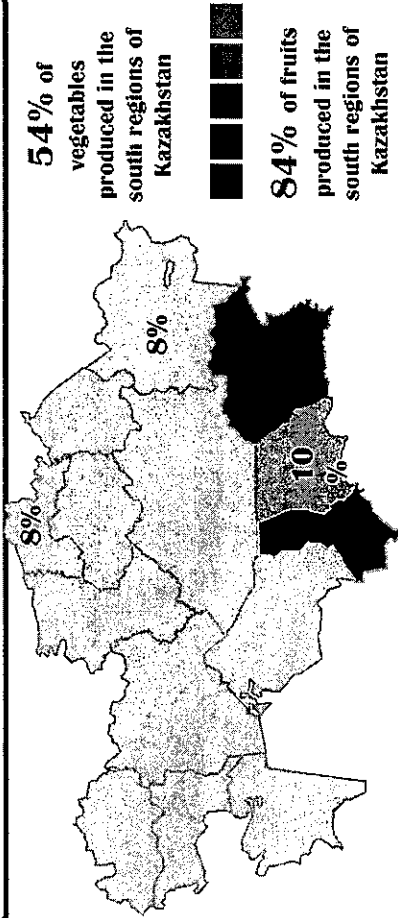 54% of
vegetables
produced in the
south regions of
Kazakhstan
84% of fruits
produced in the
south regions of
Kazakhstan
8%
8%
10
%